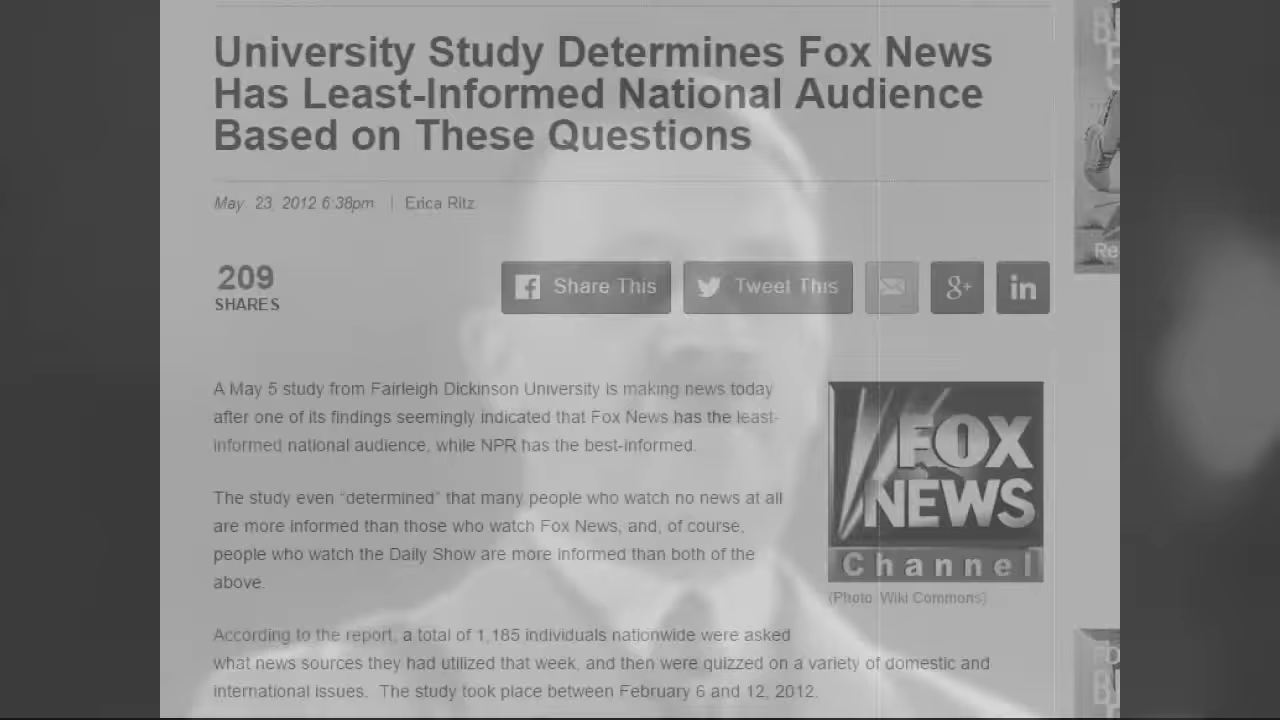 University Study Determines Fox News
Has Least-Informed National Audience
Based on These Questions
May. 23, 2012 6:38pm | Erica Ritz
209
SHARES
Share This
Tweet This
g+
in
A May 5 study from Fairleigh Dickinson University is making news today
after one of its findings seemingly indicated that Fox News has the least-
informed national audience, while NPR has the best-informed.
The study even “determined” that many people who watch no news at all
are more informed than those who watch Fox News, and, of course,
people who watch the Daily Show are more informed than both of the
above.
FOX
NEWS
Channel
(Photo: Wiki Commons)
According to the report, a total of 1,185 individuals nationwide were asked
what news sources they had utilized that week, and then were quizzed on a variety of domestic and
international issues. The study took place between February 6 and 12, 2012.
Re